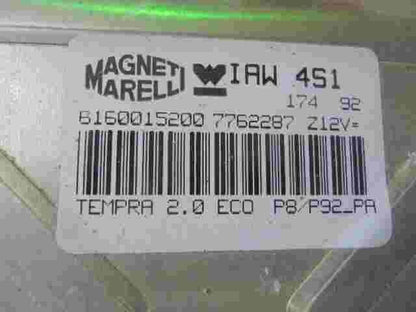 MAGNETI
MARELLI
W IAW 4S1
174 92
6160015200 7762287 Z12V=
TEMPRA 2.0 ECO P8/P92_PA